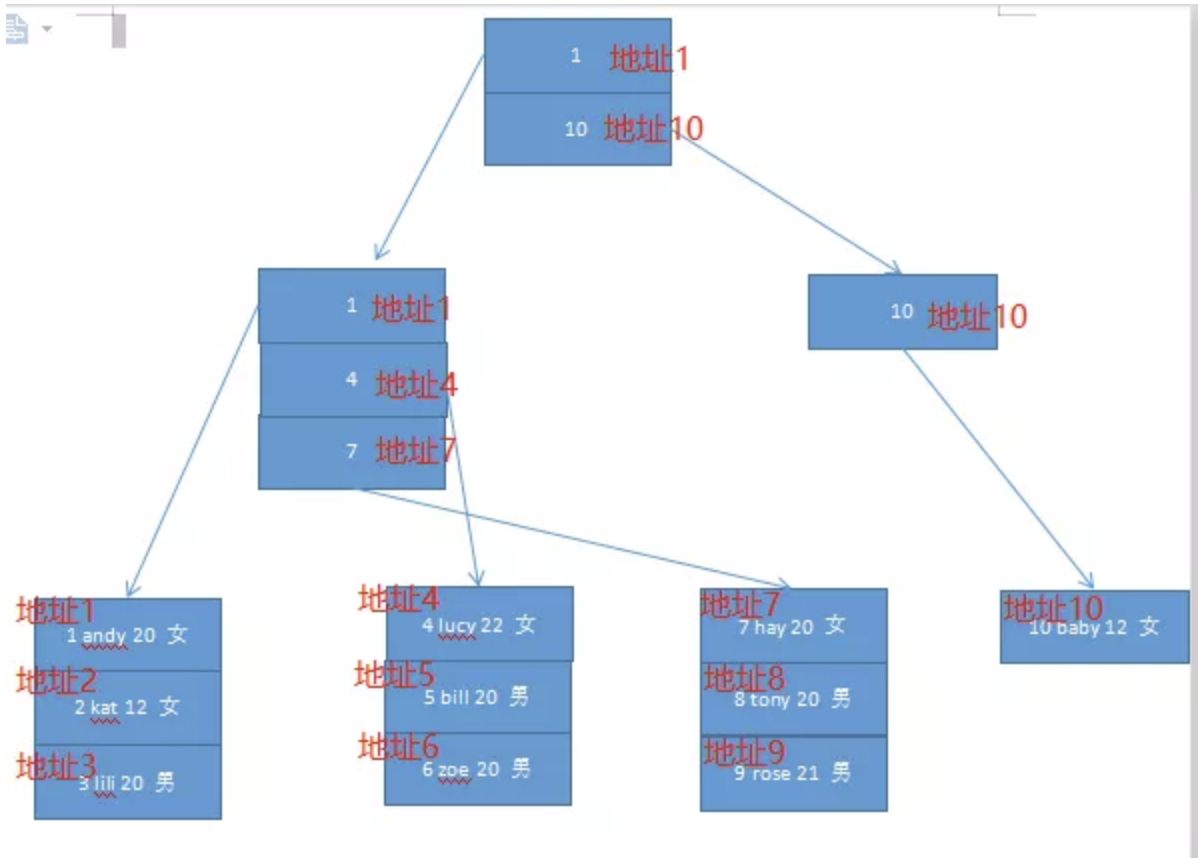 1 地址1
10 地址10
1 地址1
4 地址4
7 地址7
10 地址10
地址1
1 andy 20 女
地址2
2 kat 12 女
地址3
3 lili 20 男
地址4
4 lucy 22 女
地址5
5 bill 20 男
地址6
6 zoe 20 男
地址7
7 hay 20 女
地址8
8 tony 20 男
地址9
9 rose 21 男
地址10
10 baby 12 女